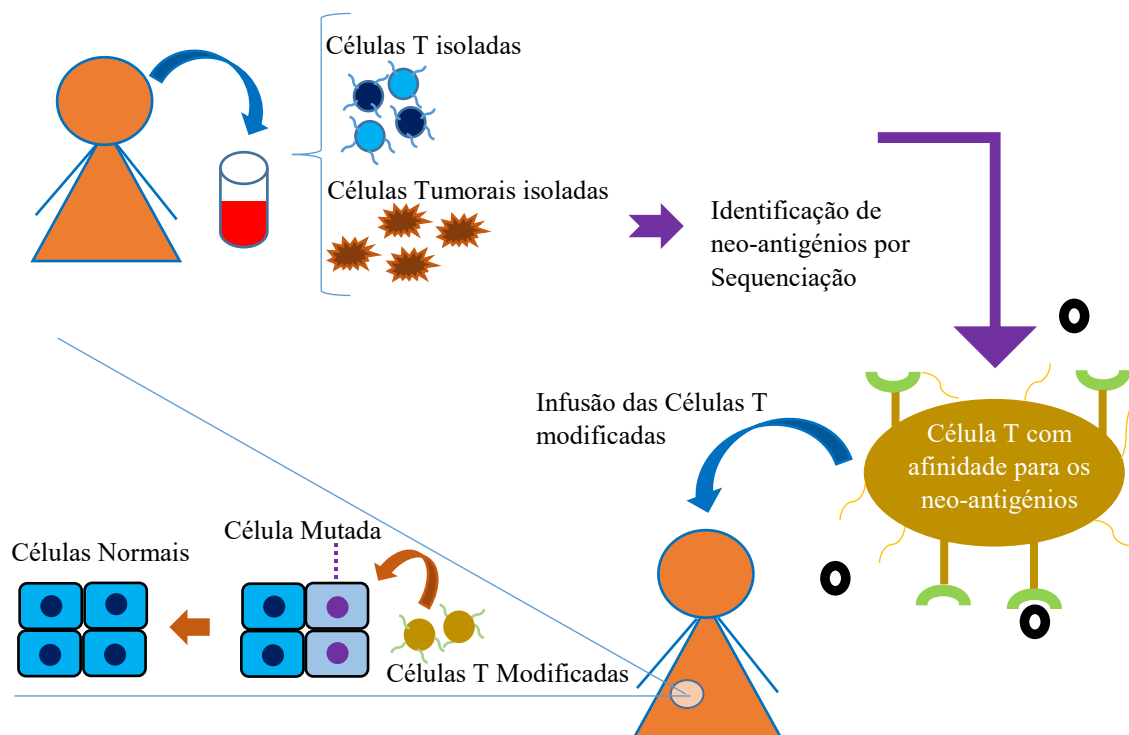 Células T isoladas
Células Tumorais isoladas
Identificação de
neo-antigénios por
Sequenciação
Célula T com
afinidade para os
neo-antigénios
Infusão das Células T
modificadas
Célula Mutada
Células Normais
Células T Modificadas